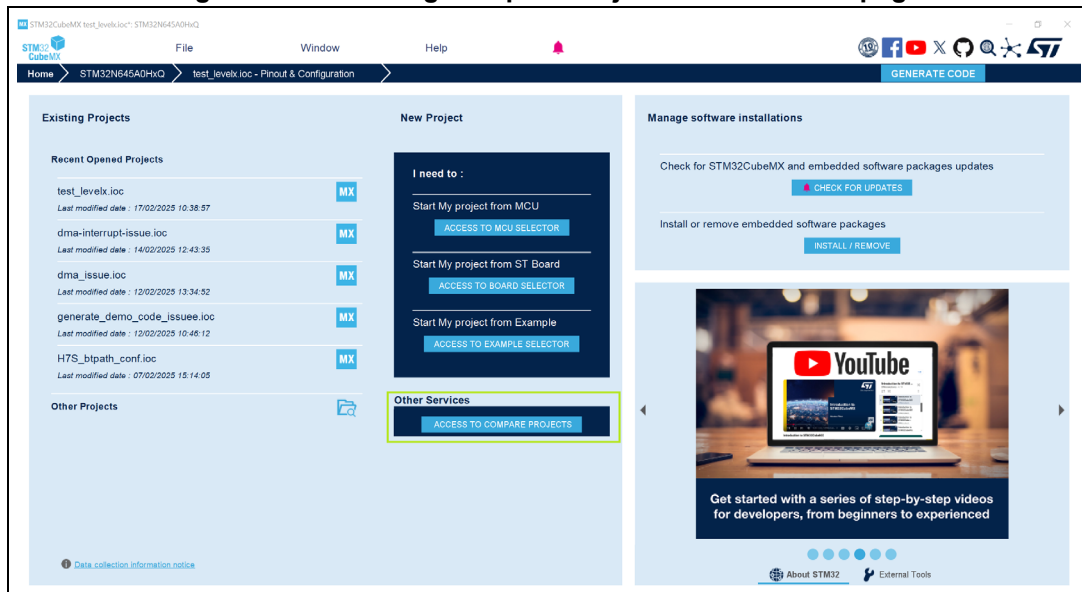 STM32CubeMX test_levelx.ioc*: STM32N645A0HxQ
STM32
CubeMX
File
Window
Help
Home
STM32N645A0HxQ
test_levelx.ioc - Pinout & Configuration
GENERATE CODE
Existing Projects
Recent Opened Projects
test_levelx.ioc
MX
Last modified date : 17/02/2025 10:38:57
dma-interrupt-issue.ioc
MX
Last modified date : 14/02/2025 12:43:35
dma_issue.ioc
MX
Last modified date : 12/02/2025 13:34:52
generate_demo_code_issuee.ioc
MX
Last modified date : 12/02/2025 10:46:12
H7S_btpath_conf.ioc
MX
Last modified date : 07/02/2025 15:14:05
Other Projects
Data collection information notice
New Project
I need to :
Start My project from MCU
ACCESS TO MCU SELECTOR
Start My project from ST Board
ACCESS TO BOARD SELECTOR
Start My project from Example
ACCESS TO EXAMPLE SELECTOR
Other Services
ACCESS TO COMPARE PROJECTS
Manage software installations
Check for STM32CubeMX and embedded software packages updates
CHECK FOR UPDATES
Install or remove embedded software packages
INSTALL / REMOVE
YouTube
Get started with a series of step-by-step videos
for developers, from beginners to experienced
About STM32
External Tools